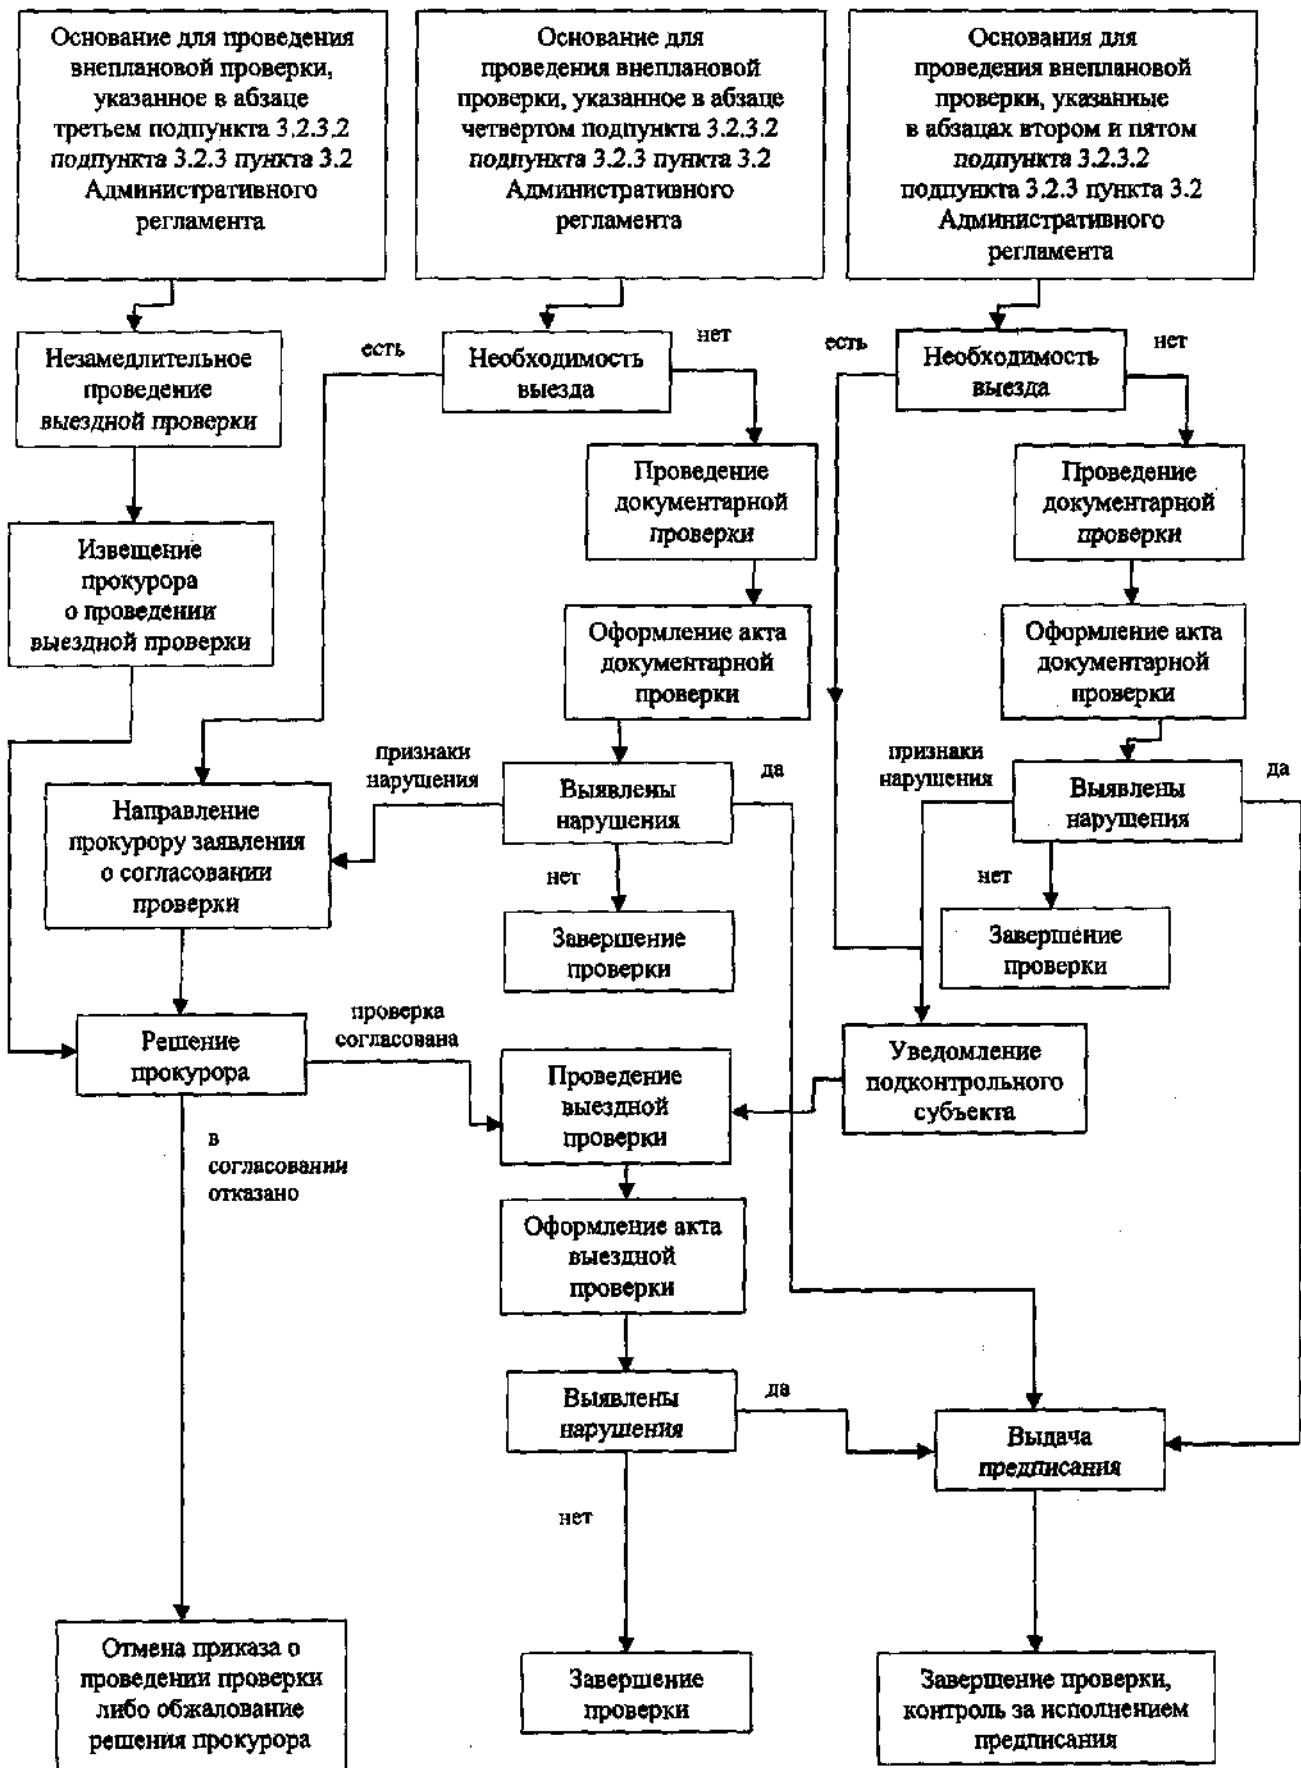 Основание для проведения
внеплановой проверки,
указанное в абзаце
третьем подпункта 3.2.3.2
подпункта 3.2.3 пункта 3.2
Административного
регламента
Основание для
проведения внеплановой
проверки, указанное в абзаце
четвертом подпункта 3.2.3.2
подпункта 3.2.3 пункта 3.2
Административного
регламента
Основания для
проведения внеплановой
проверки, указанные
в абзацах втором и пятом
подпункта 3.2.3.2
подпункта 3.2.3 пункта 3.2
Административного
регламента
Незамедлительное
проведение
выездной проверки
есть
Необходимость
выезда
нет
есть
Необходимость
выезда
нет
Проведение
документарной
проверки
Проведение
документарной
проверки
Извещение
прокурора
о проведении
выездной проверки
Оформление акта
документарной
проверки
Оформление акта
документарной
проверки
признаки
нарушения
Выявлены
нарушения
да
признаки
нарушения
Выявлены
нарушения
да
Направление
прокурору заявления
о согласовании
проверки
нет
нет
Завершение
проверки
Завершение
проверки
Решение
прокурора
проверка
согласована
Проведение
выездной
проверки
Уведомление
подконтрольного
субъекта
в
согласовании
отказано
Оформление акта
выездной
проверки
Выявлены
нарушения
да
Выдача
предписания
нет
Отмена приказа о
проведении проверки
либо обжалование
решения прокурора
Завершение
проверки
Завершение проверки,
контроль за исполнением
предписания